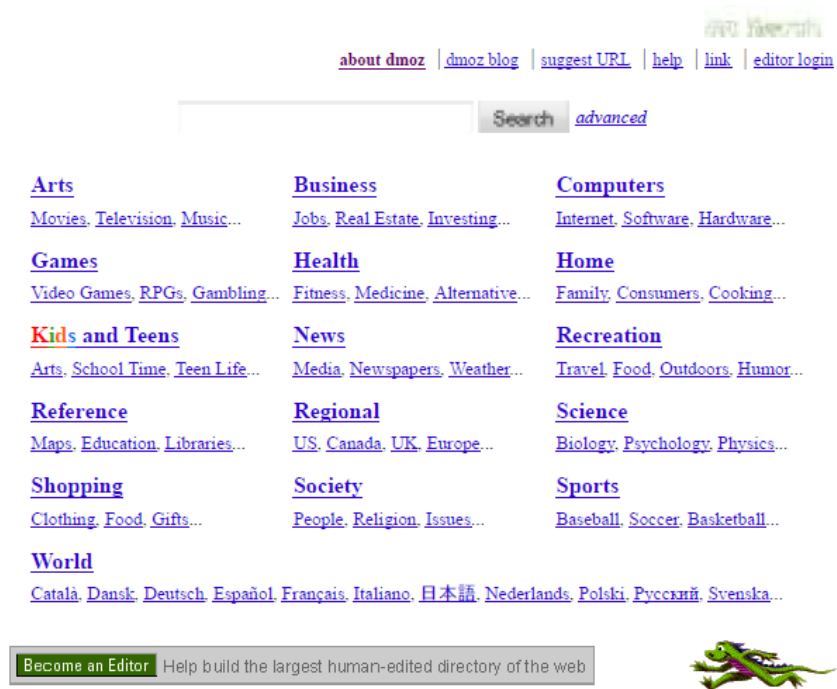 about dmoz | dmoz blog | suggest URL | help | link | editor login
Search advanced
Arts Business Computers
Movies, Television, Music... Jobs, Real Estate, Investing... Internet, Software, Hardware...
Games Health Home
Video Games, RPGs, Gambling... Fitness, Medicine, Alternative... Family, Consumers, Cooking...
Kids and Teens News Recreation
Arts, School Time, Teen Life... Media, Newspapers, Weather... Travel, Food, Outdoors, Humor...
Reference Regional Science
Maps, Education, Libraries... US, Canada, UK, Europe... Biology, Psychology, Physics...
Shopping Society Sports
Clothing, Food, Gifts... People, Religion, Issues... Baseball, Soccer, Basketball...
World
Català, Dansk, Deutsch, Español, Français, Italiano, 日本語, Nederlands, Polski, Русский, Svenska...
Become an Editor Help build the largest human-edited directory of the web